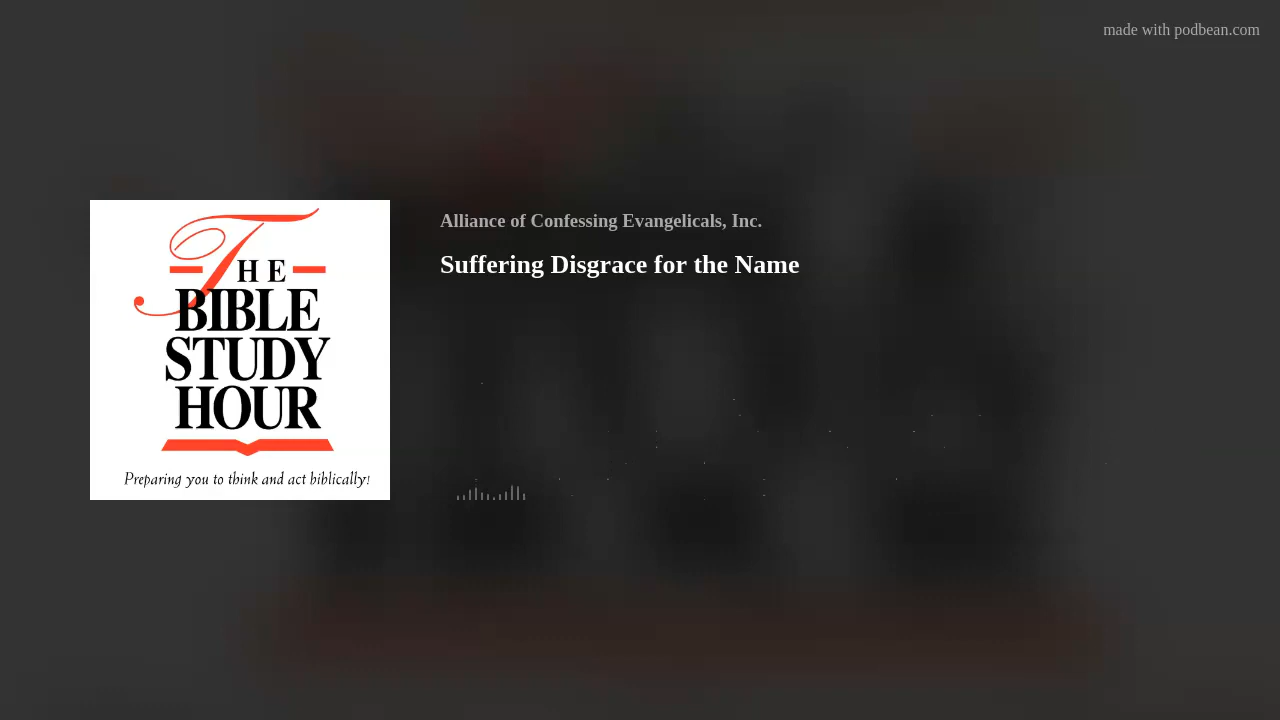 made with podbean.com
Alliance of Confessing Evangelicals, Inc.
Suffering Disgrace for the Name
THE
BIBLE
STUDY
HOUR
Preparing you to think and act biblically!